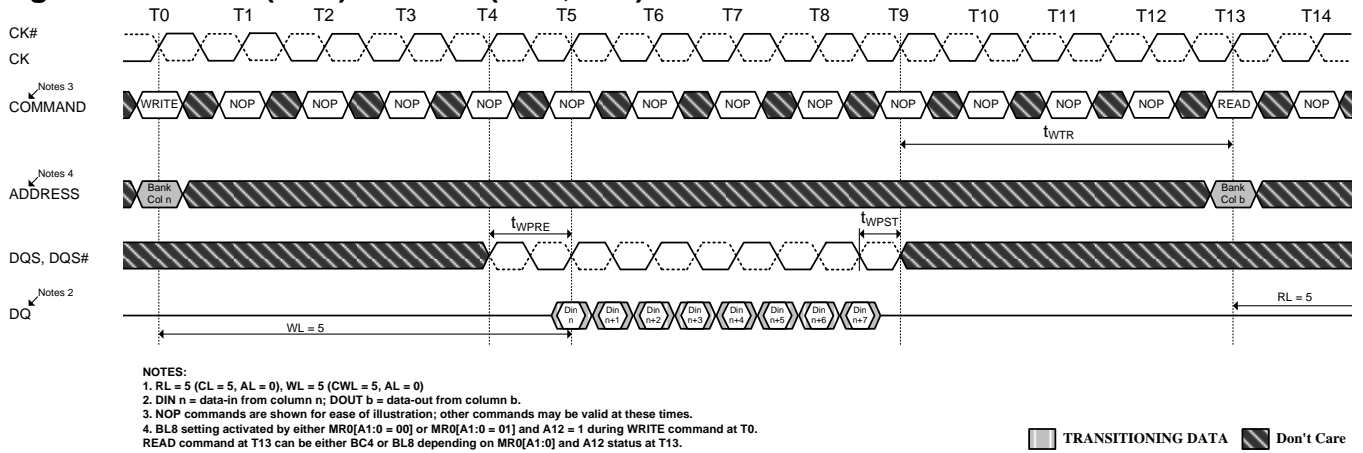 T0 T1 T2 T3 T4 T5 T6 T7 T8 T9 T10 T11 T12 T13 T14
CK#
CK
Notes 3
COMMAND
WRITE NOP NOP NOP NOP NOP NOP NOP NOP NOP NOP NOP NOP READ NOP
tWTR
Notes 4
ADDRESS
Bank Col n
Bank Col b
tWPRE
tWPST
DQS, DQS#
Notes 2
DQ
Din n
Din n+1
Din n+2
Din n+3
Din n+4
Din n+5
Din n+6
Din n+7
RL = 5
WL = 5
NOTES:
1. RL = 5 (CL = 5, AL = 0), WL = 5 (CWL = 5, AL = 0)
2. DIN n = data-in from column n; DOUT b = data-out from column b.
3. NOP commands are shown for ease of illustration; other commands may be valid at these times.
4. BL8 setting activated by either MR0[A1:0 = 00] or MR0[A1:0 = 01] and A12 = 1 during WRITE command at T0.
READ command at T13 can be either BC4 or BL8 depending on MR0[A1:0] and A12 status at T13.
TRANSITIONING DATA
Don't Care